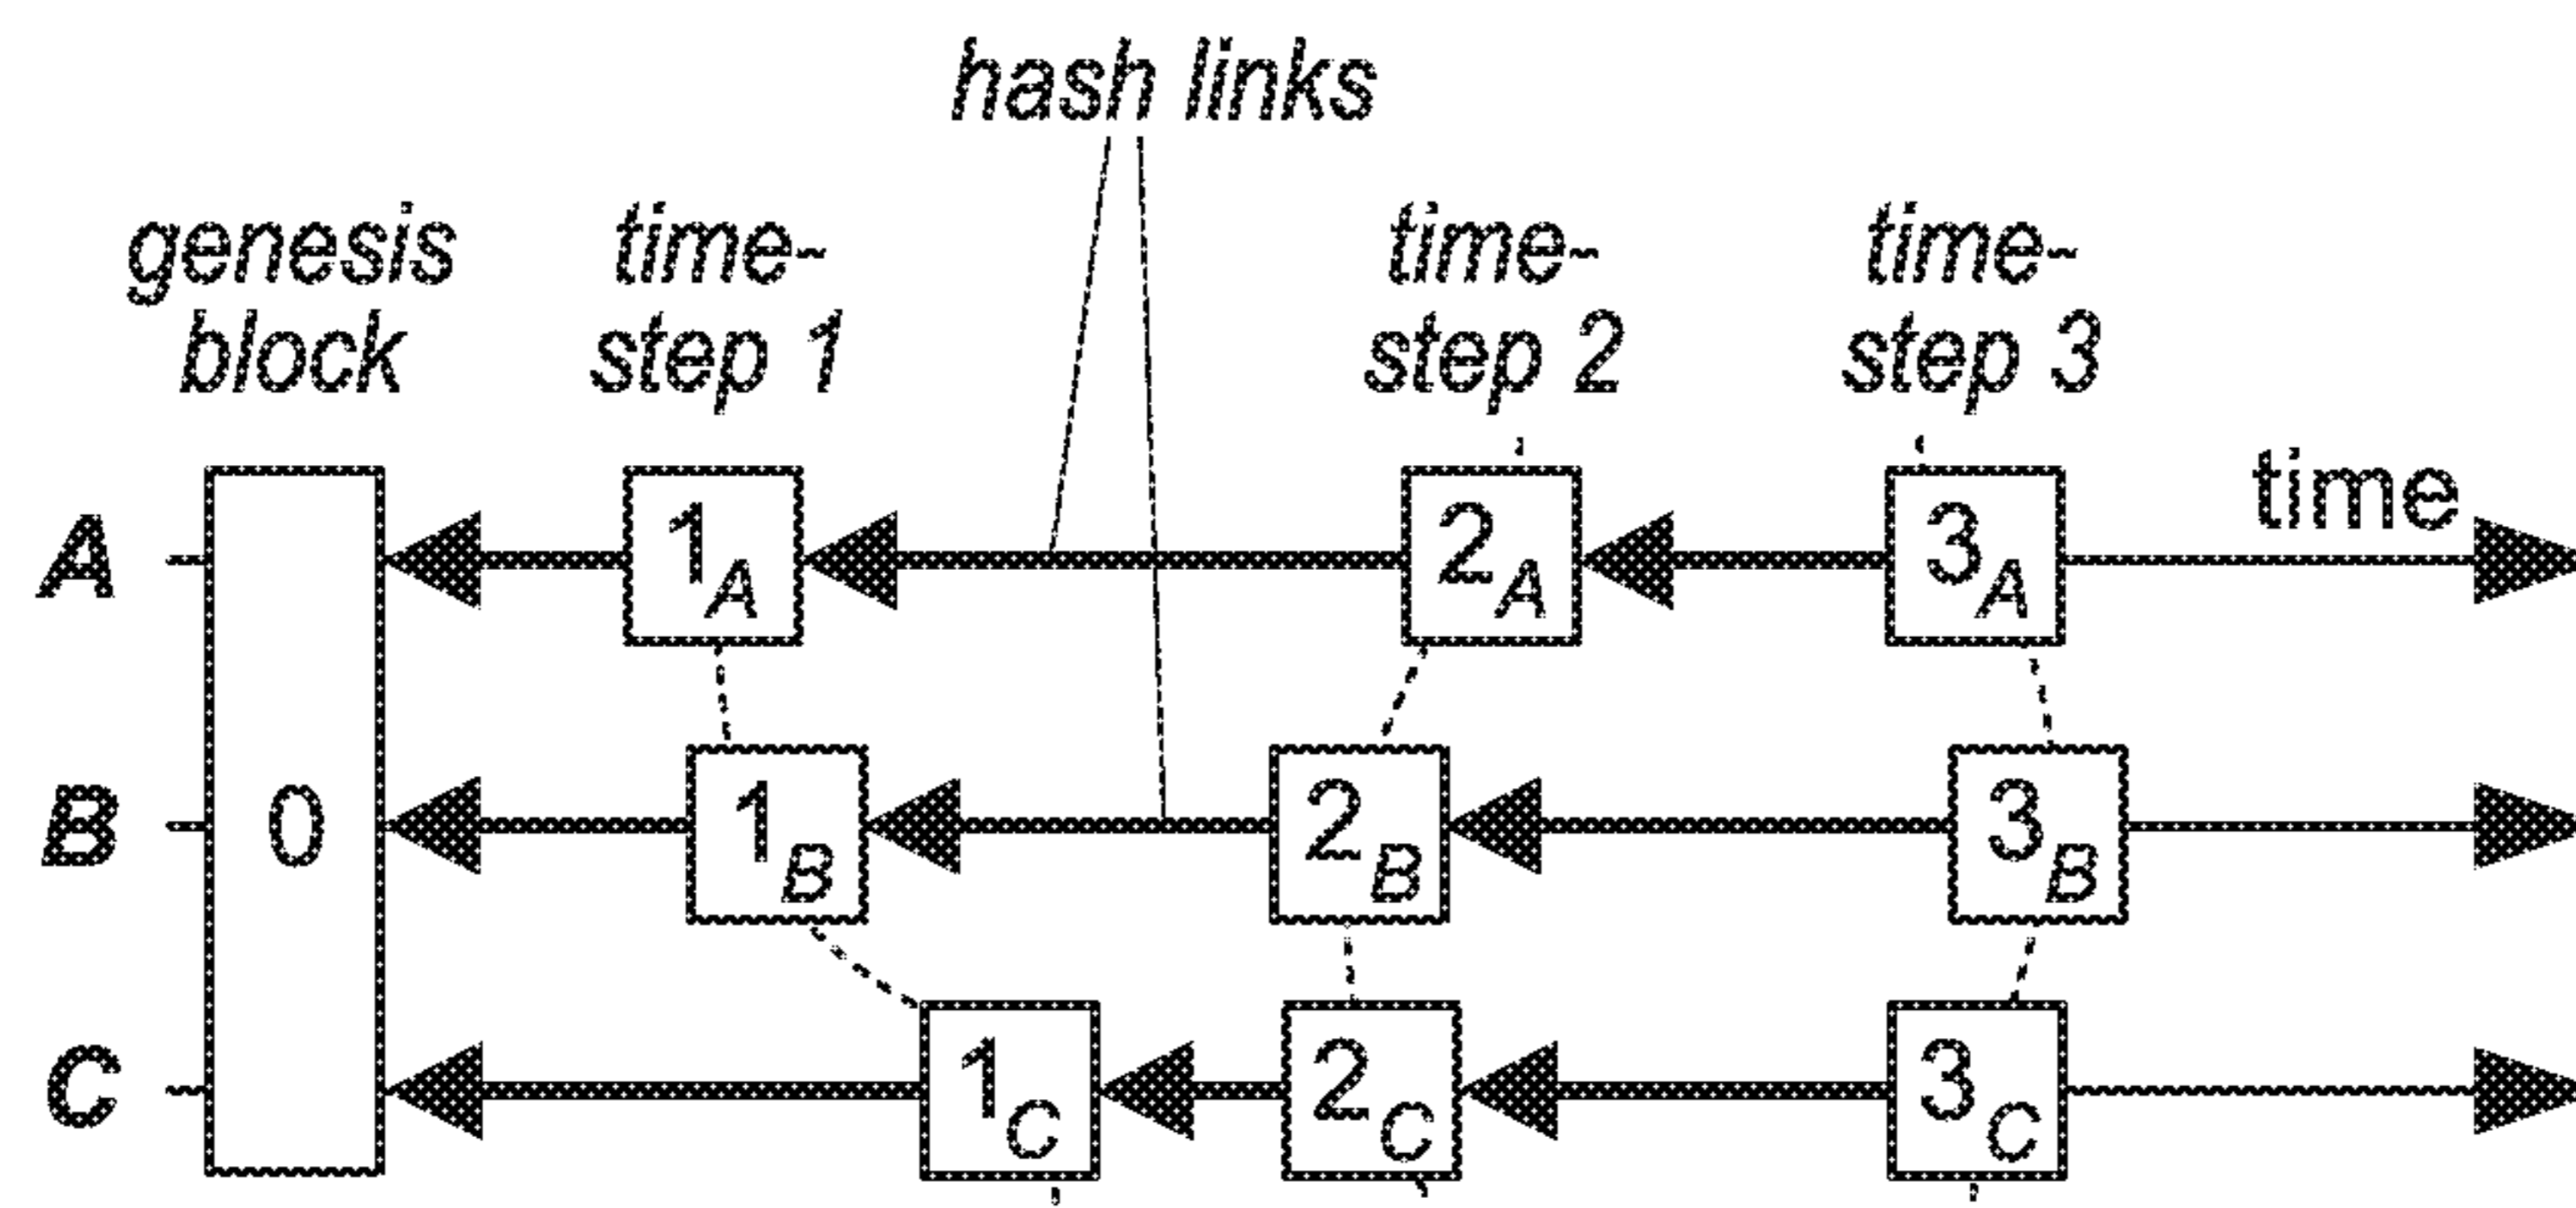 hash links
genesis block
time-step 1
time-step 2
time-step 3
time
A
0
1A
2A
3A
B
1B
2B
3B
C
1C
2C
3C